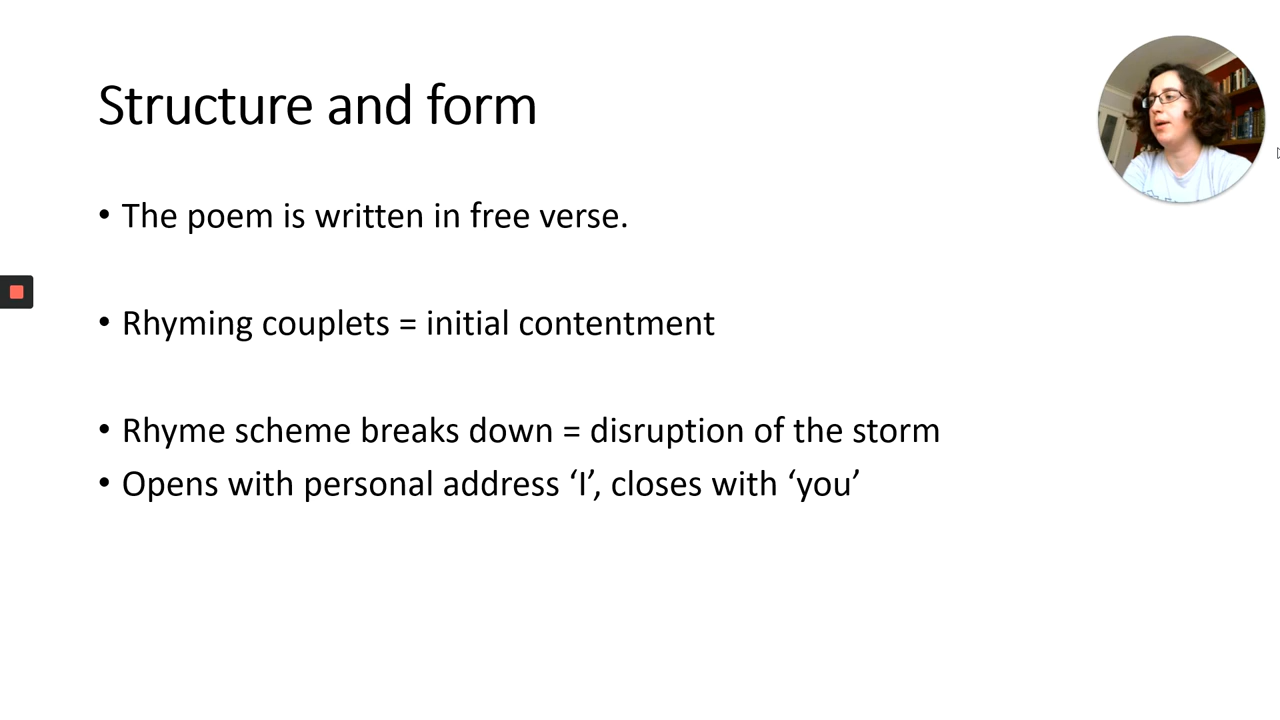 Structure and form
• The poem is written in free verse.
• Rhyming couplets = initial contentment
• Rhyme scheme breaks down = disruption of the storm
• Opens with personal address ‘I’, closes with ‘you’